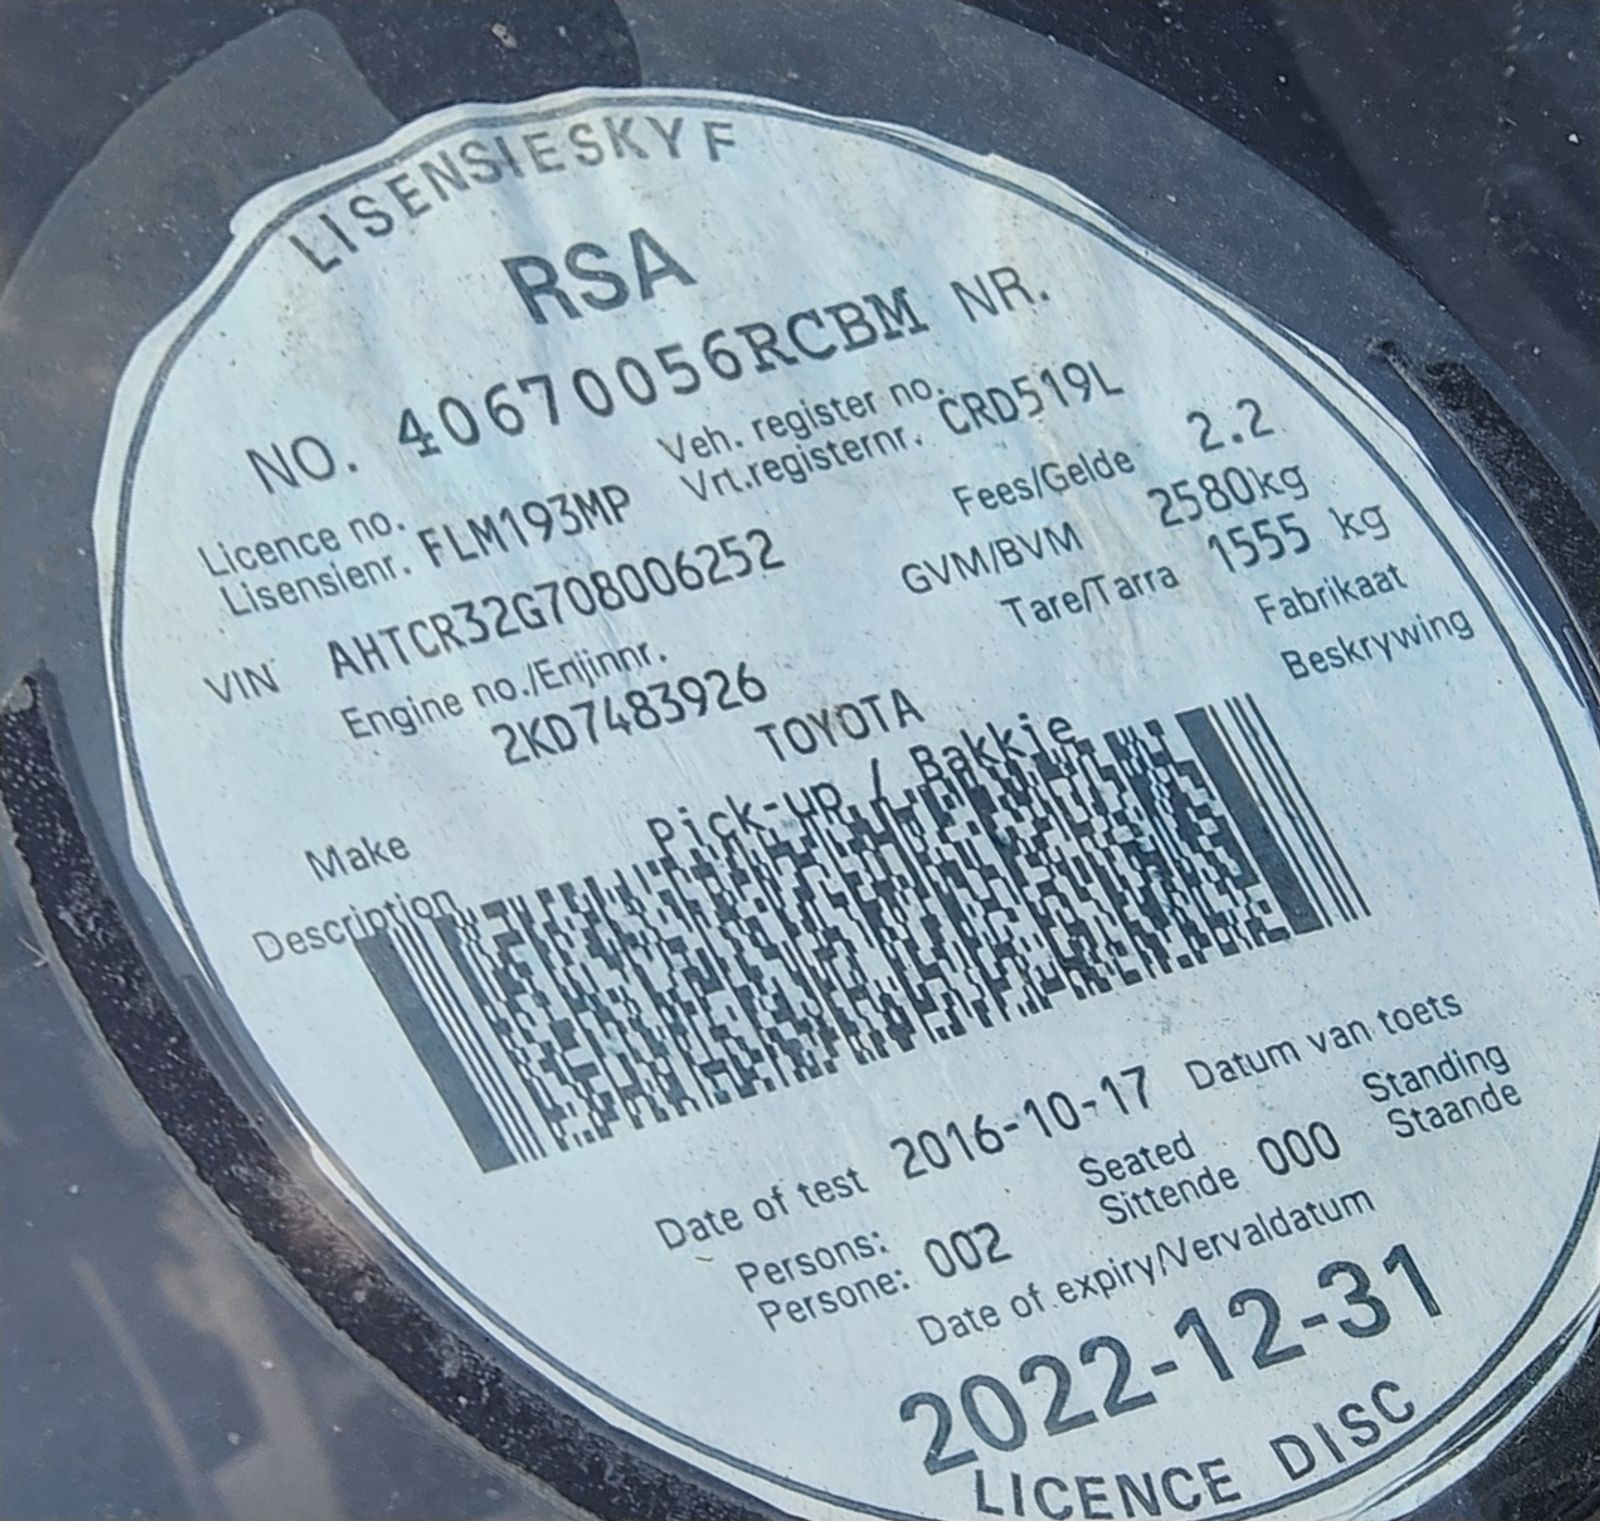 LISENSIESKYF
RSA
NO. 40670056RCBM NR.
Licence no. Veh. register no.
Lisensienr. FLM193MP Vrt.registernr. CRD519L
VIN AHTCR32G708006252 Fees/Gelde 2.2
Engine no./Enjinnr. GVM/BVM 2580kg
2KD7483926 Tare/Tarra 1555 kg
Make TOYOTA Fabrikaat
Description Pick-up / Bakkie Beskrywing
Date of test 2016-10-17 Datum van toets
Persons: Seated Standing
Persone: 002 Sittende 000 Staande
Date of expiry/Vervaldatum
2022-12-31
LICENCE DISC